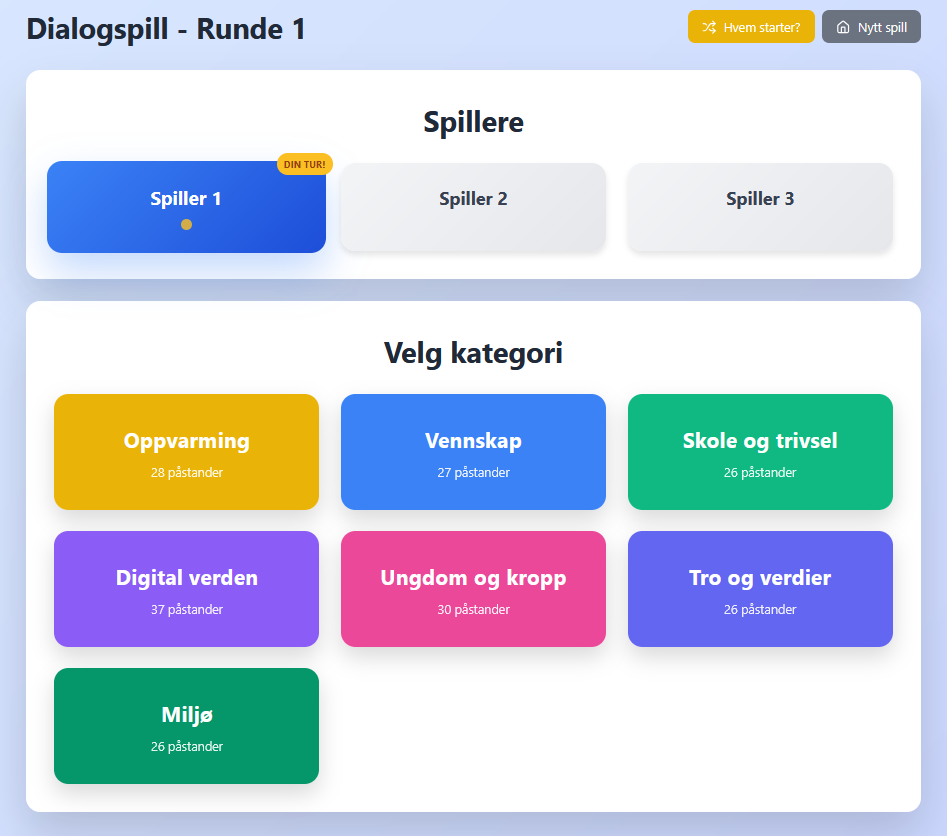 Dialogspill - Runde 1
Hvem starter?
Nytt spill
Spillere
DIN TUR!
Spiller 1
Spiller 2
Spiller 3
Velg kategori
Oppvarming
28 påstander
Vennskap
27 påstander
Skole og trivsel
26 påstander
Digital verden
37 påstander
Ungdom og kropp
30 påstander
Tro og verdier
26 påstander
Miljø
26 påstander